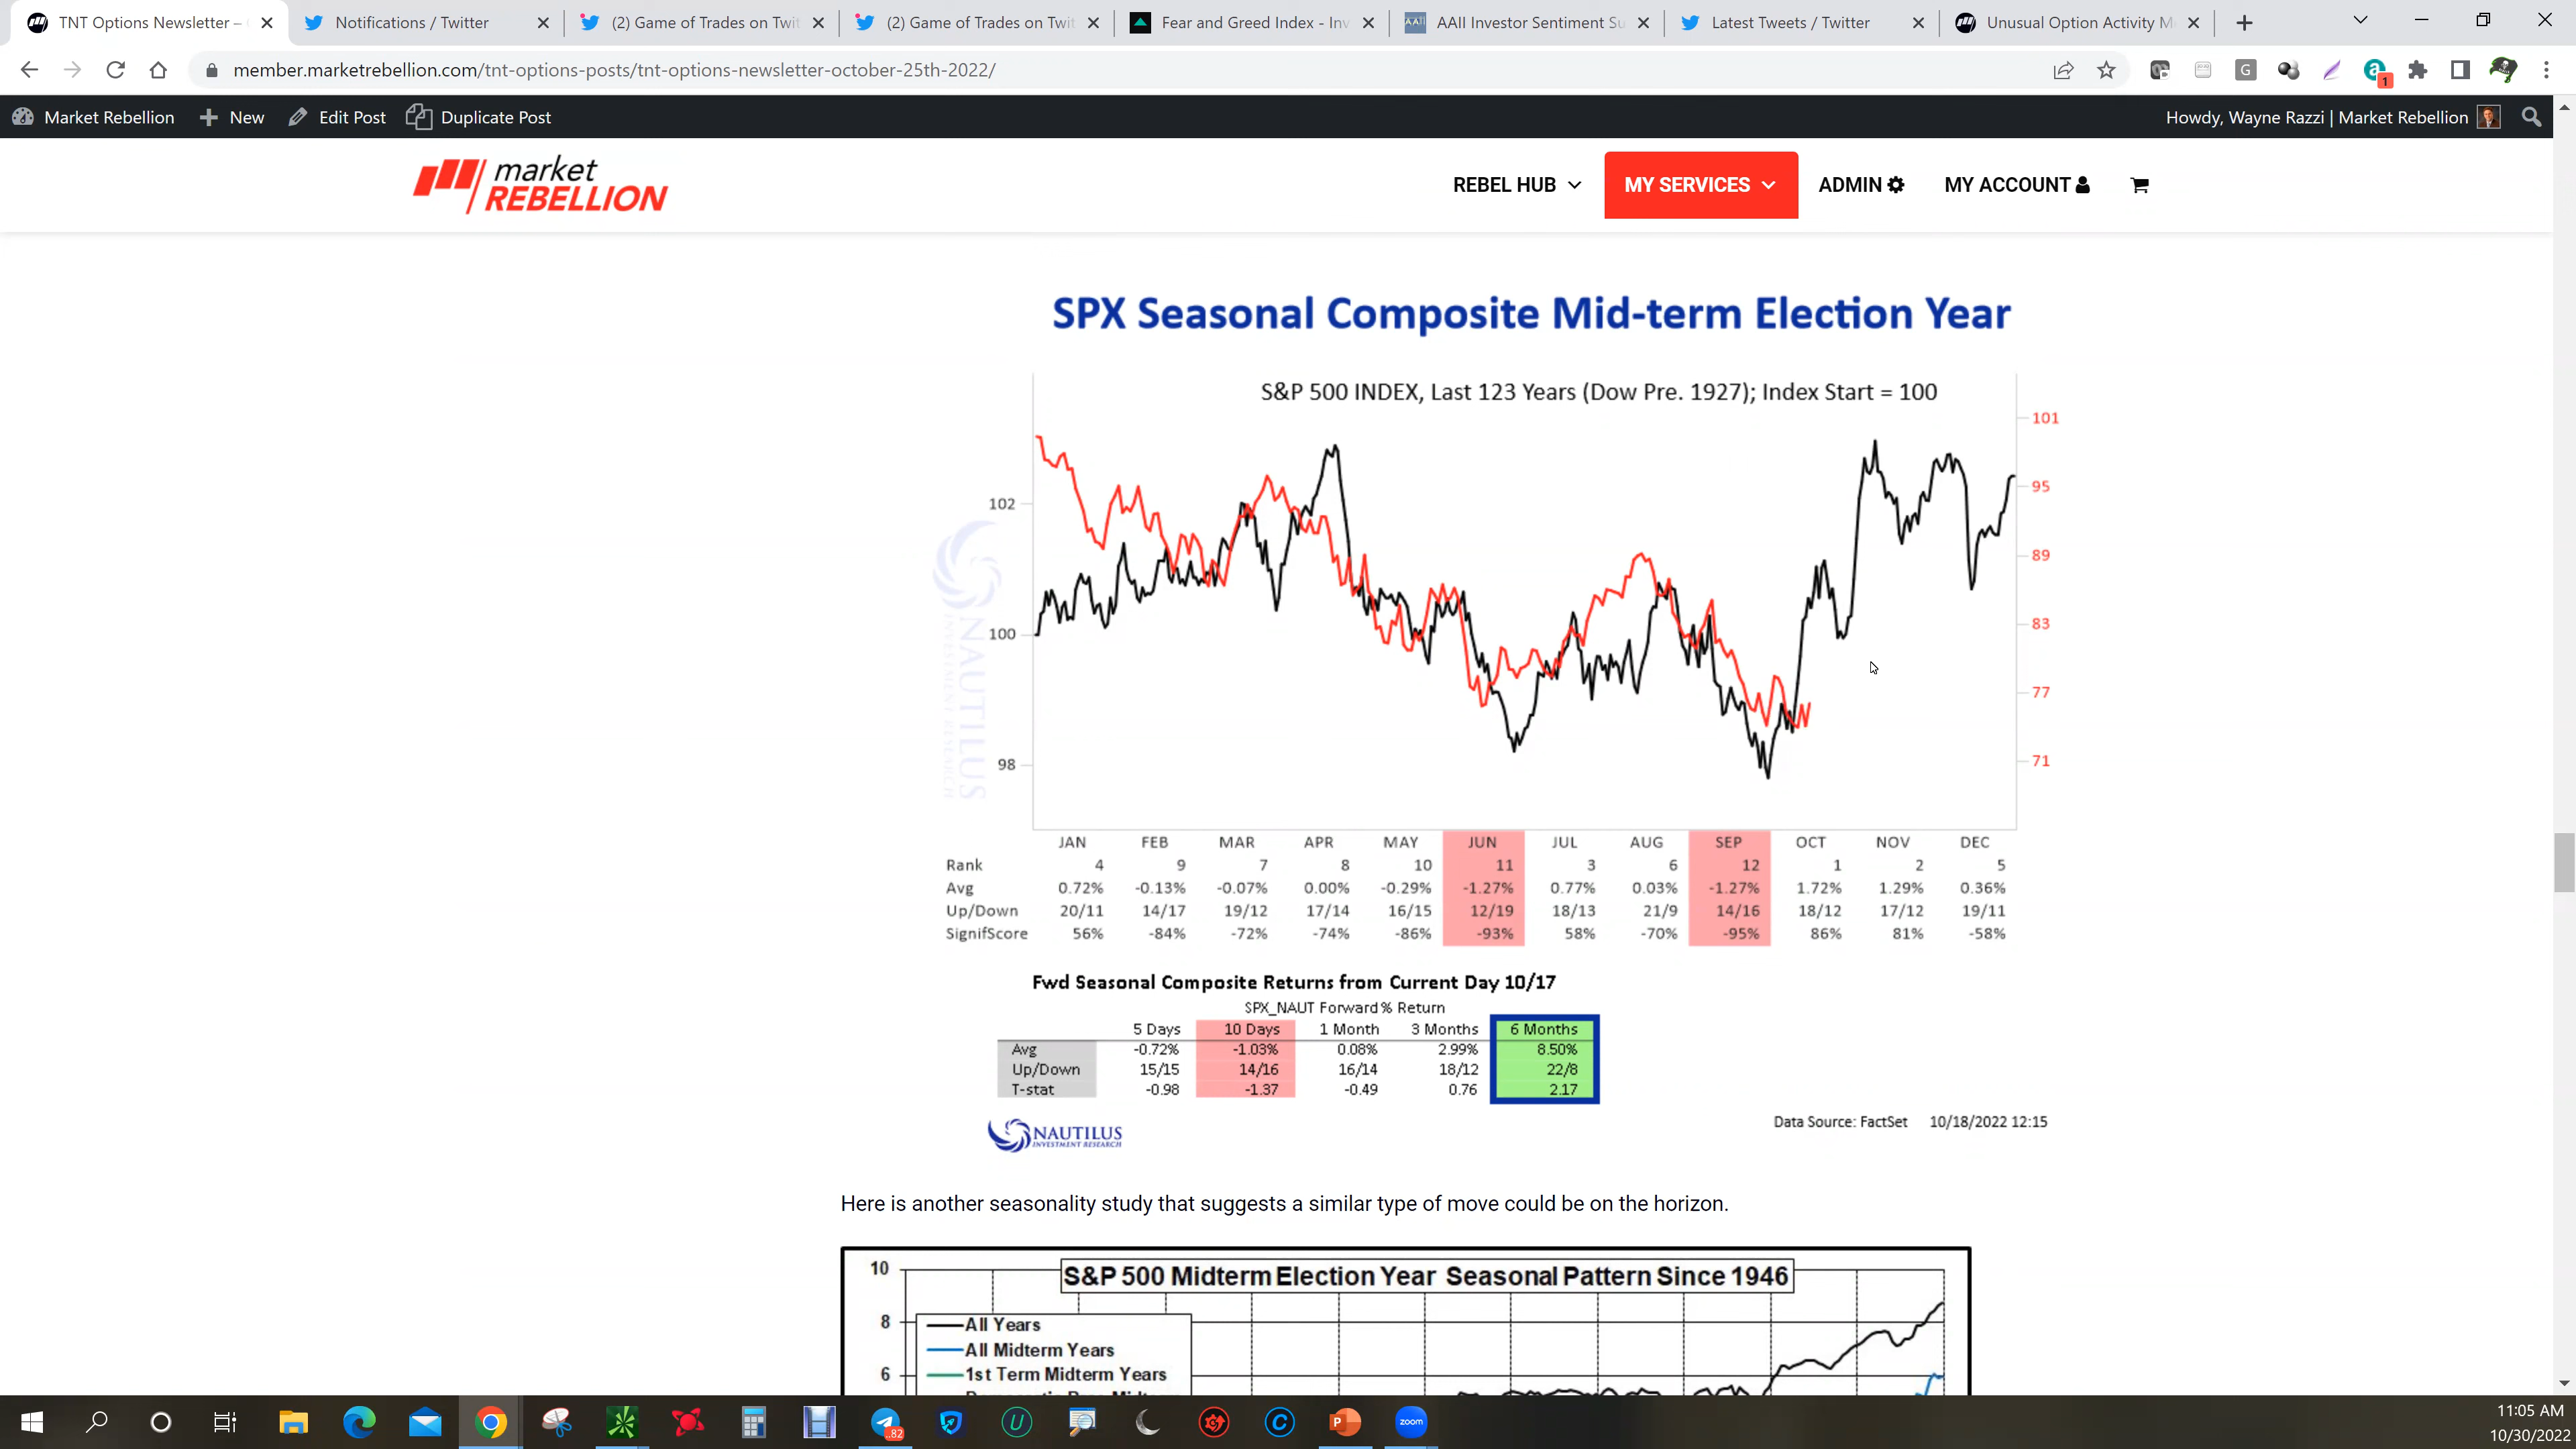 TNT Options Newsletter –
Notifications / Twitter
(2) Game of Trades on Twit
(2) Game of Trades on Twit
Fear and Greed Index - Inv
AAII Investor Sentiment Su
Latest Tweets / Twitter
Unusual Option Activity M
member.marketrebellion.com/tnt-options-posts/tnt-options-newsletter-october-25th-2022/
1
Market Rebellion
New
Edit Post
Duplicate Post
Howdy, Wayne Razzi | Market Rebellion
market
REBELLION
REBEL HUB
MY SERVICES
ADMIN
MY ACCOUNT
SPX Seasonal Composite Mid-term Election Year
S&P 500 INDEX, Last 123 Years (Dow Pre. 1927); Index Start = 100
101
102 95
89
100 83
77
98 71
NAUTILUS
INVESTMENT RESEARCH
JAN FEB MAR APR MAY JUN JUL AUG SEP OCT NOV DEC
Rank 4 9 7 8 10 11 3 6 12 1 2 5
Avg 0.72% -0.13% -0.07% 0.00% -0.29% -1.27% 0.77% 0.03% -1.27% 1.72% 1.29% 0.36%
Up/Down 20/11 14/17 19/12 17/14 16/15 12/19 18/13 21/9 14/16 18/12 17/12 19/11
SignifScore 56% -84% -72% -74% -86% -93% 58% -70% -95% 86% 81% -58%
Fwd Seasonal Composite Returns from Current Day 10/17
SPX_NAUT Forward % Return
5 Days 10 Days 1 Month 3 Months 6 Months
Avg -0.72% -1.03% 0.08% 2.99% 8.50%
Up/Down 15/15 14/16 16/14 18/12 22/8
T-stat -0.98 -1.37 -0.49 0.76 2.17
NAUTILUS
INVESTMENT RESEARCH
Data Source: FactSet 10/18/2022 12:15
Here is another seasonality study that suggests a similar type of move could be on the horizon.
S&P 500 Midterm Election Year Seasonal Pattern Since 1946
10
8
6
All Years
All Midterm Years
1st Term Midterm Years
..82
zoom
11:05 AM
10/30/2022